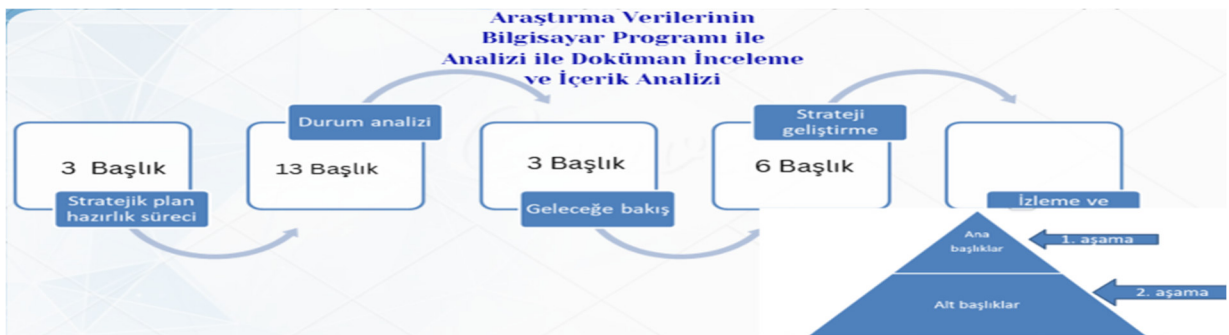 Araştırma Verilerinin
Bilgisayar Programı ile
Analizi ile Doküman İnceleme
ve İçerik Analizi
3 Başlık
Stratejik plan
hazırlık süreci
Durum analizi
13 Başlık
3 Başlık
Geleceğe bakış
Strateji
geliştirme
6 Başlık
İzleme ve
Ana
başlıklar
1. aşama
Alt başlıklar
2. aşama